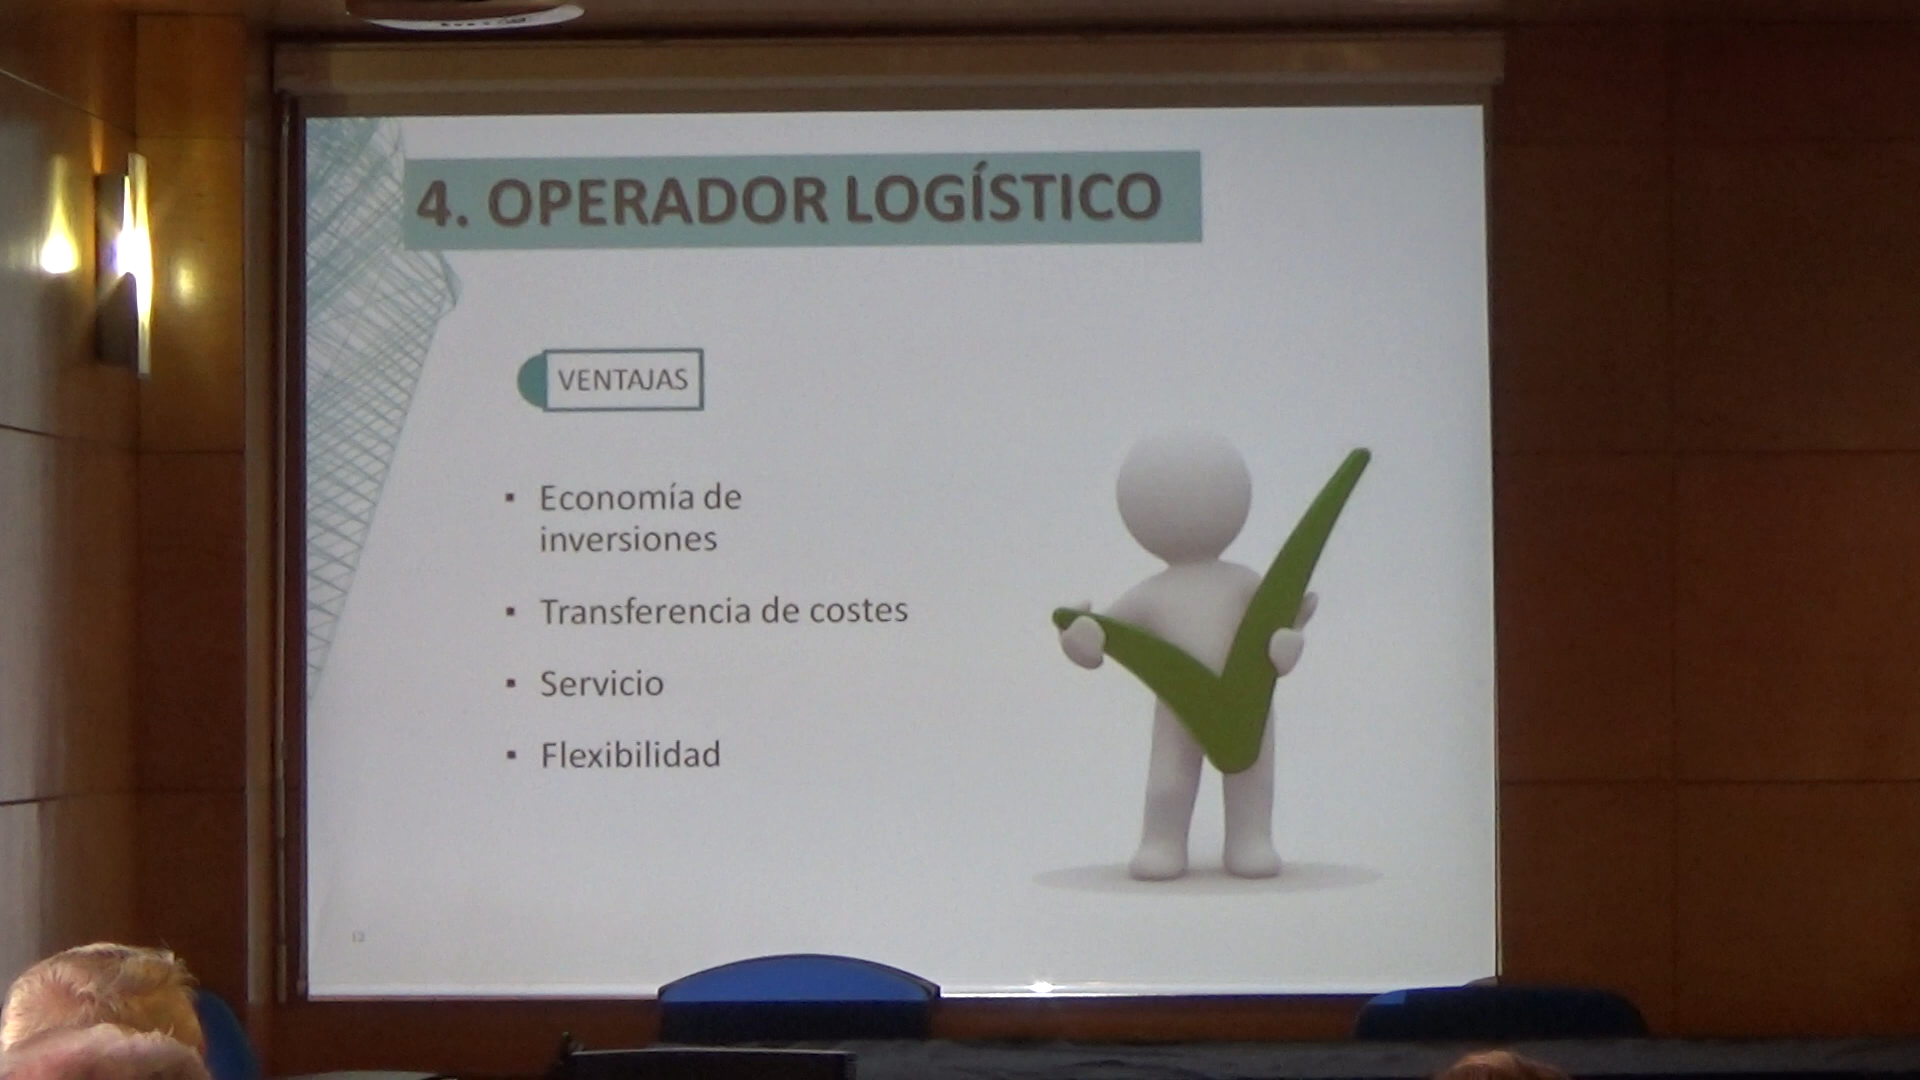 4. OPERADOR LOGÍSTICO
VENTAJAS
▪ Economía de
inversiones
▪ Transferencia de costes
▪ Servicio
▪ Flexibilidad